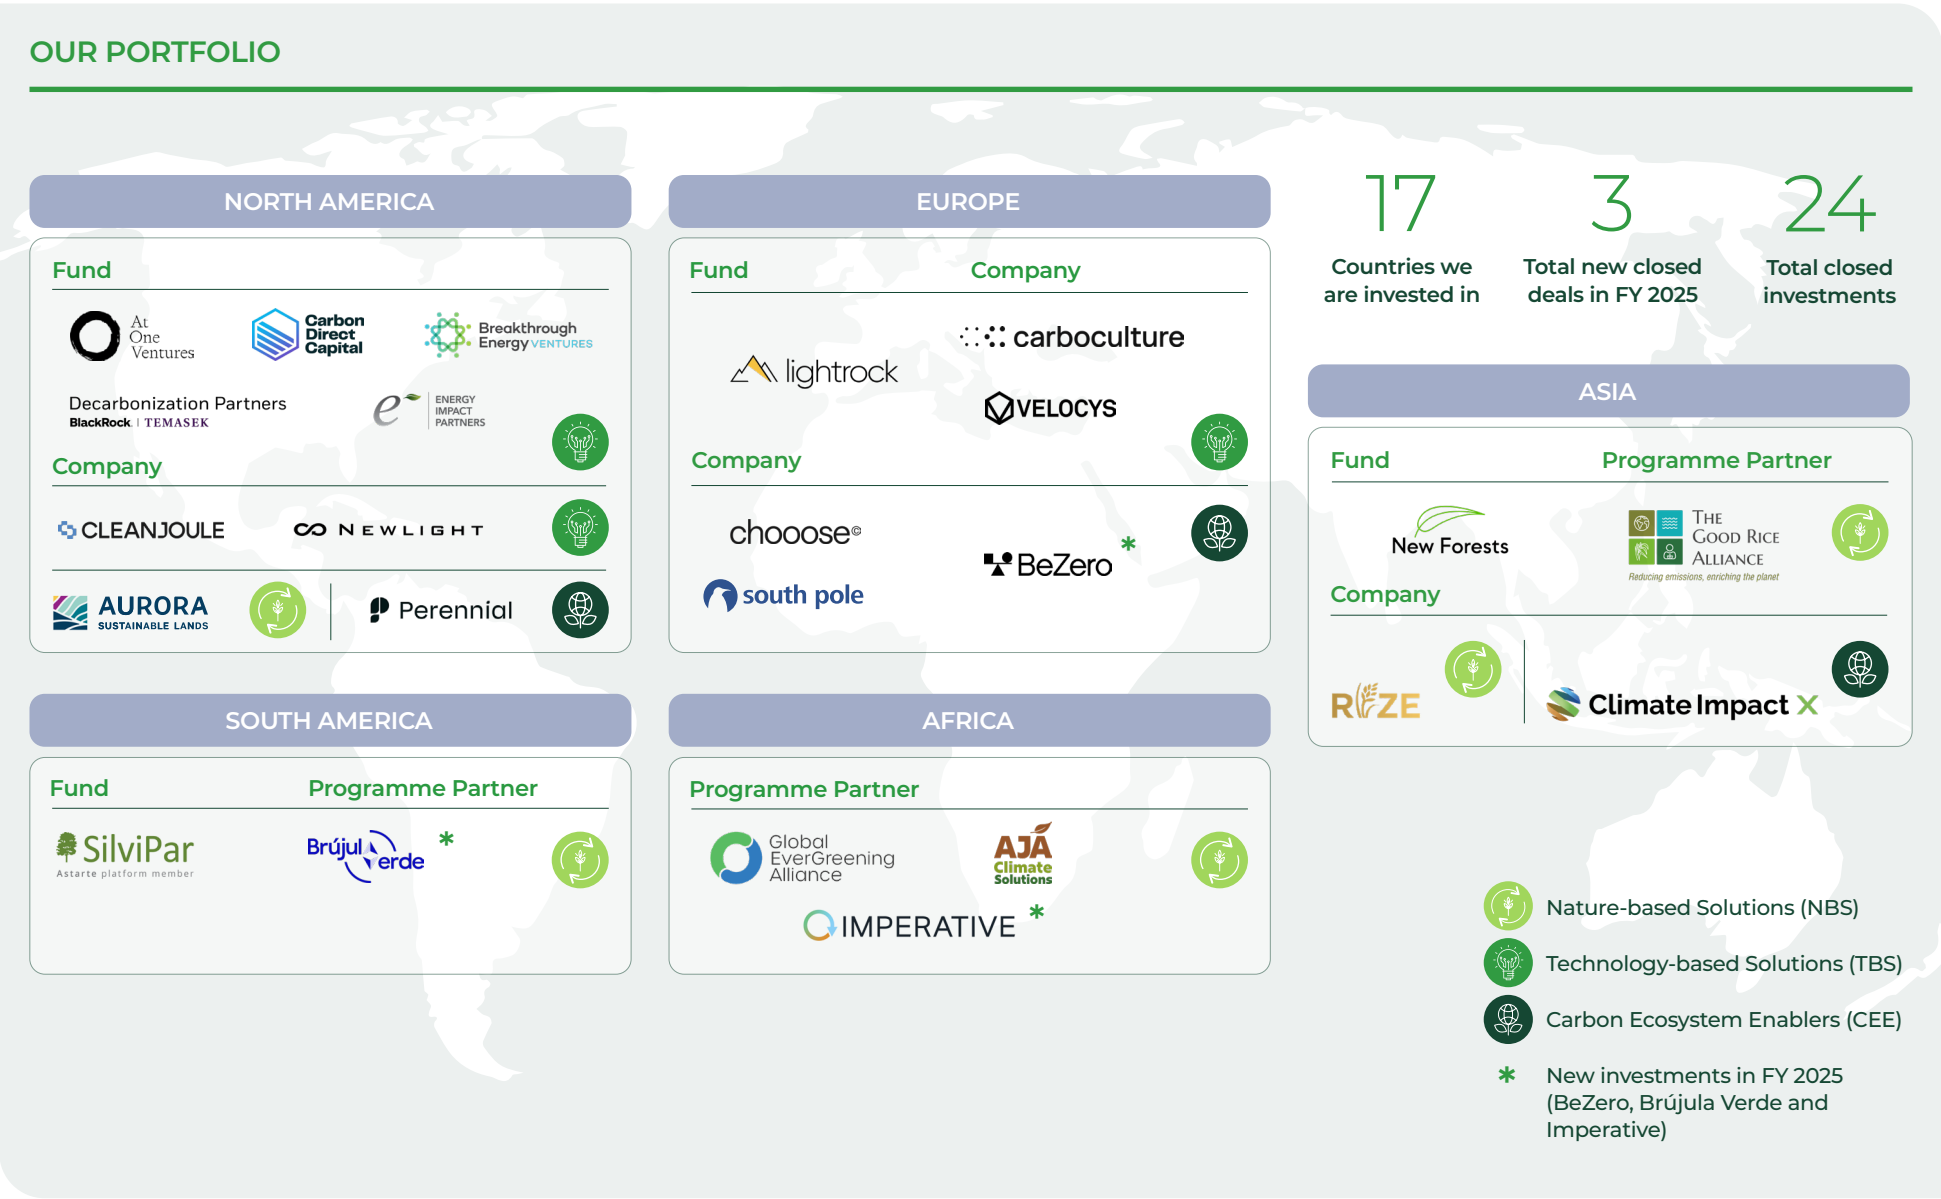 OUR PORTFOLIO
NORTH AMERICA
Fund
At
One
Ventures
Carbon
Direct
Capital
Breakthrough
Energy VENTURES
Decarbonization Partners
BlackRock | TEMASEK
e
ENERGY
IMPACT
PARTNERS
Company
CLEANJOULE
NEWLIGHT
AURORA
SUSTAINABLE LANDS
Perennial
EUROPE
Fund
Company
lightrock
carboculture
VELOCYS
Company
chooose©
south pole
BeZero *
17
Countries we
are invested in
3
Total new closed
deals in FY 2025
24
Total closed
investments
ASIA
Fund
Programme Partner
New Forests
THE
GOOD RICE
ALLIANCE
Reducing emissions, enriching the planet
Company
RIZE
Climate Impact X
SOUTH AMERICA
Fund
Programme Partner
SilviPar
Astarte platform member
Brújul
erde *
AFRICA
Programme Partner
Global
EverGreening
Alliance
AJA
Climate
Solutions
IMPERATIVE *
Nature-based Solutions (NBS)
Technology-based Solutions (TBS)
Carbon Ecosystem Enablers (CEE)
* New investments in FY 2025
(BeZero, Brújula Verde and
Imperative)